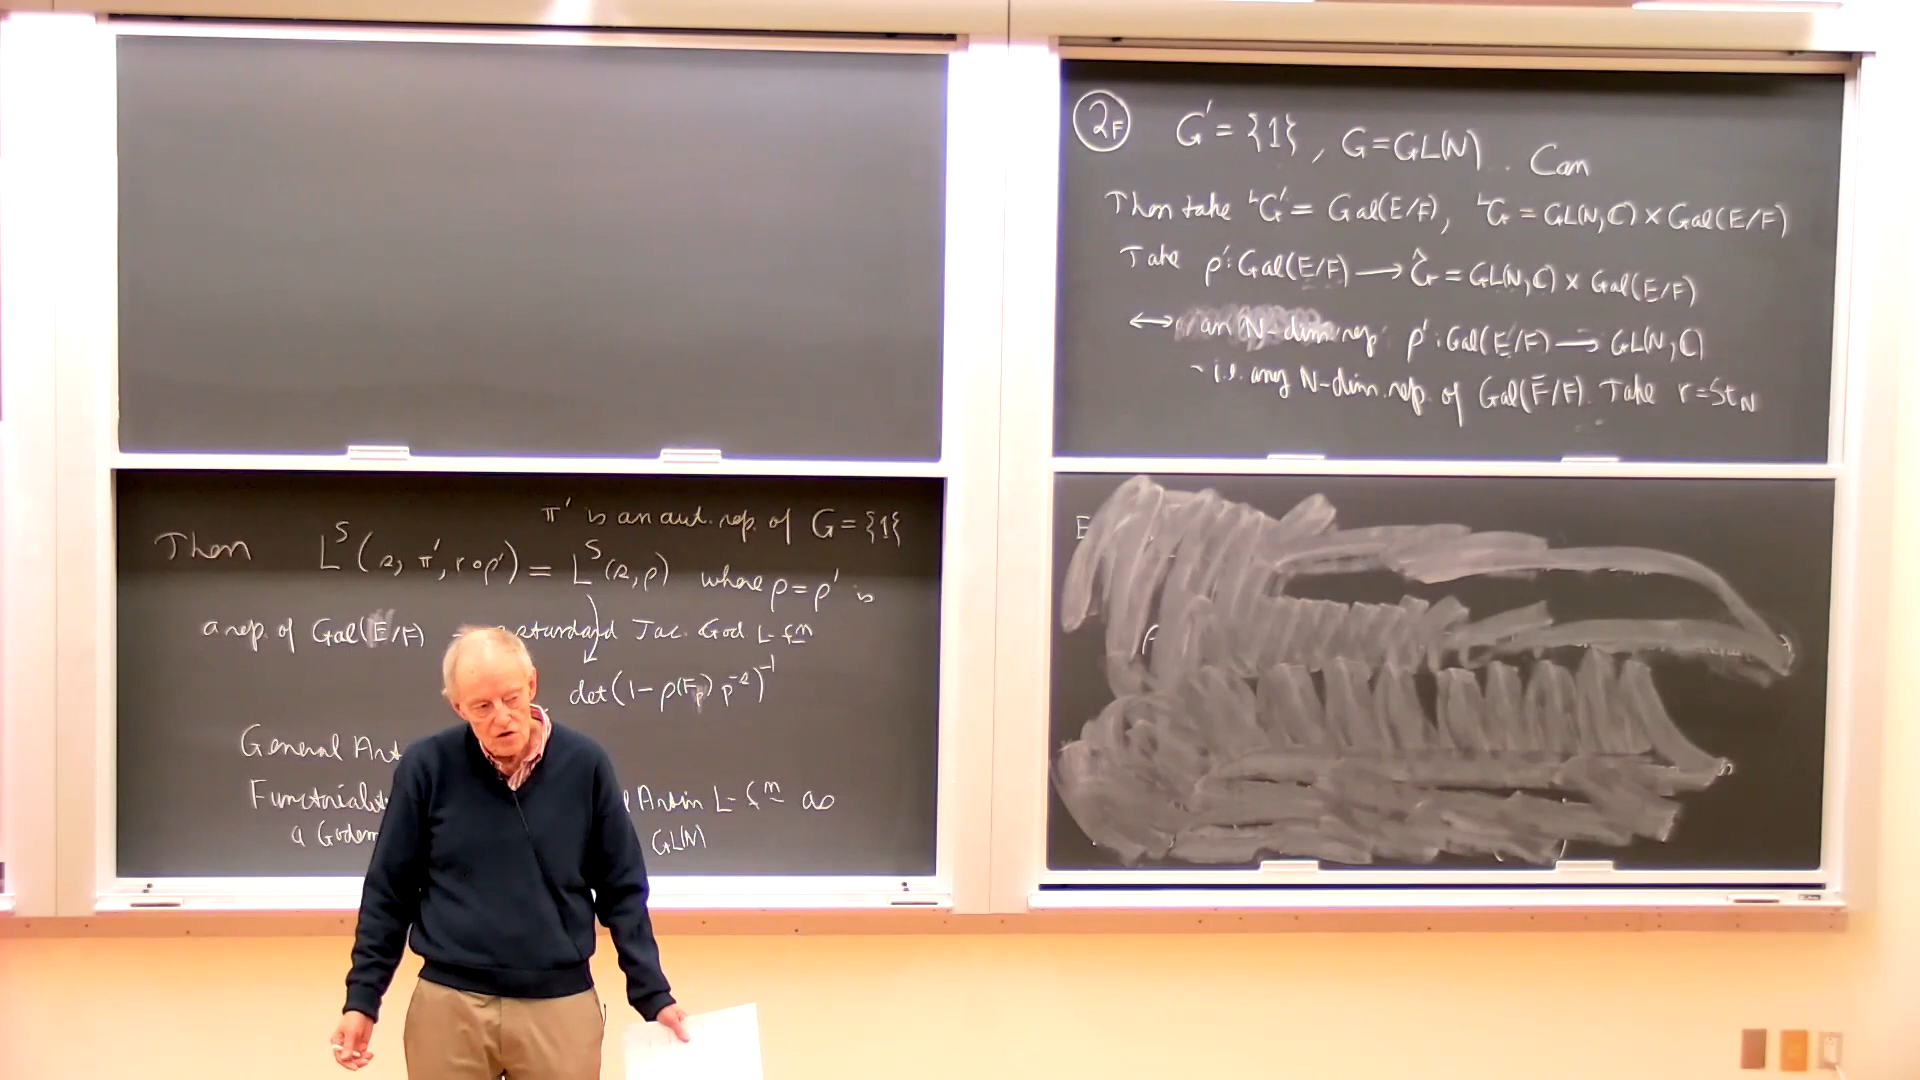 Then L^S(s, π', r∘ρ') = L^S(s, ρ) where ρ = ρ' is
π' is an aut. rep. of G = {1}
a rep. of Gal(E/F) standard Jac. God L-fn
det(1 - ρ(F_p) p^{-s})^{-1}
General Art
Functorialit Artin L-fn as
a Godem GL(N)
2F G' = {1}, G = GL(N). Can
Then take ᴸG' = Gal(E/F), ᴸG = GL(N,C) × Gal(E/F)
Take ρ': Gal(E/F) → Ĝ = GL(N,C) × Gal(E/F)
↔ an N-dim rep. ρ': Gal(E/F) → GL(N,C)
- i.e. any N-dim. rep. of Gal(F̄/F). Take r = St_N